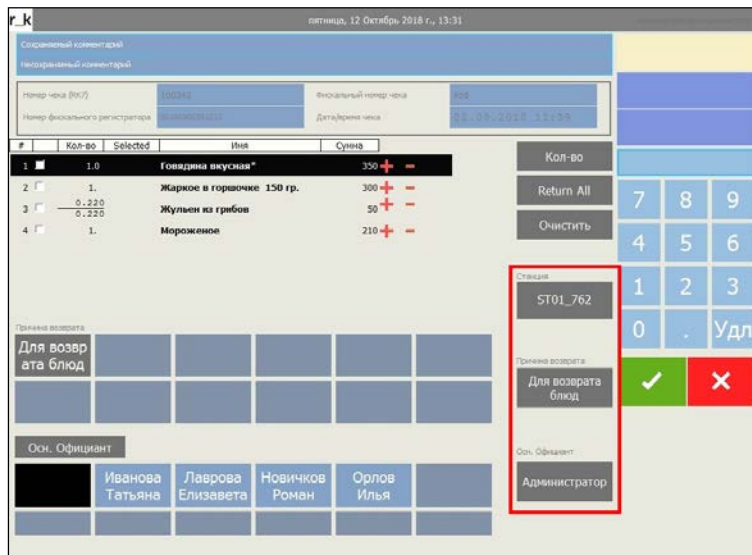 r_k
пятница, 12 Октябрь 2018 г., 13:31
Сохраняемый комментарий
Несохраняемый комментарий
Номер чека (RK7)
Фискальный номер чека
Номер фискального регистратора
Дата/время чека
# Кол-во Selected Имя Сумма
1 1.0 Говядина вкусная* 350 + -
2 1. Жаркое в горшочке 150 гр. 300 + -
3 0.220 0.220 Жульен из грибов 50 + -
4 1. Мороженое 210 + -
Кол-во
Return All
Очистить
7 8 9
4 5 6
1 2 3
0 . Удл
Станция
ST01_762
Причина возврата
Для возврата
блюд
Осн. Официант
Администратор
Причина возврата
Для возвр
ата блюд
Осн. Официант
Иванова
Татьяна
Лаврова
Елизавета
Новичков
Роман
Орлов
Илья